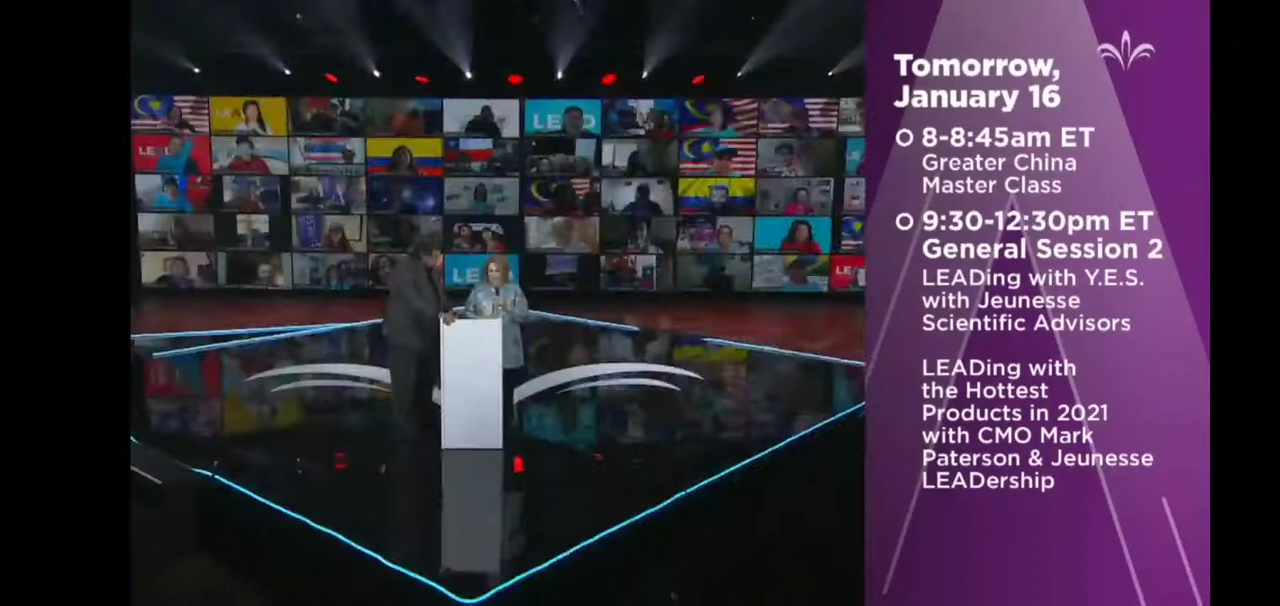 Tomorrow,
January 16
8-8:45am ET
Greater China
Master Class
9:30-12:30pm ET
General Session 2
LEADing with Y.E.S.
with Jeunesse
Scientific Advisors
LEADing with
the Hottest
Products in 2021
with CMO Mark
Paterson & Jeunesse
LEADership